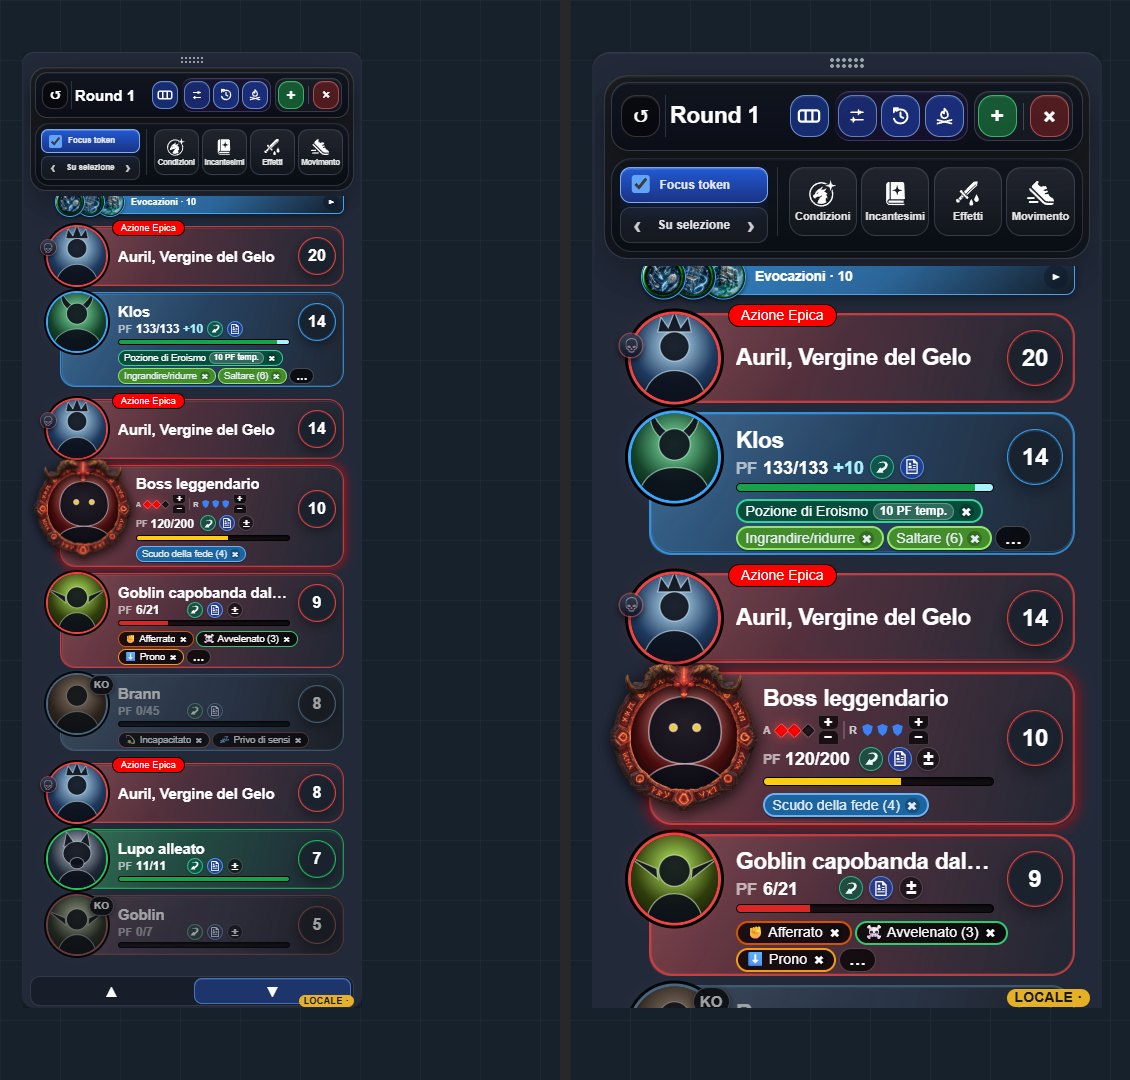 Round 1
Focus token
Su selezione
Condizioni
Incantesimi
Effetti
Movimento
Evocazioni · 10
Azione Epica
Auril, Vergine del Gelo
20
Klos
PF 133/133 +10
14
Pozione di Eroismo 10 PF temp.
Ingrandire/ridurre
Saltare (6)
...
Azione Epica
Auril, Vergine del Gelo
14
Boss leggendario
A
R
PF 120/200
10
Scudo della fede (4)
Goblin capobanda dal...
PF 6/21
9
Afferrato
Avvelenato (3)
Prono
...
KO
Brann
PF 0/45
8
Incapacitato
Privo di sensi
Azione Epica
Auril, Vergine del Gelo
8
Lupo alleato
PF 11/11
7
KO
Goblin
PF 0/7
5
LOCALE ·
Round 1
Focus token
Su selezione
Condizioni
Incantesimi
Effetti
Movimento
Evocazioni · 10
Azione Epica
Auril, Vergine del Gelo
20
Klos
PF 133/133 +10
14
Pozione di Eroismo 10 PF temp.
Ingrandire/ridurre
Saltare (6)
...
Azione Epica
Auril, Vergine del Gelo
14
Boss leggendario
A
R
PF 120/200
10
Scudo della fede (4)
Goblin capobanda dal...
PF 6/21
9
Afferrato
Avvelenato (3)
Prono
...
KO
LOCALE ·